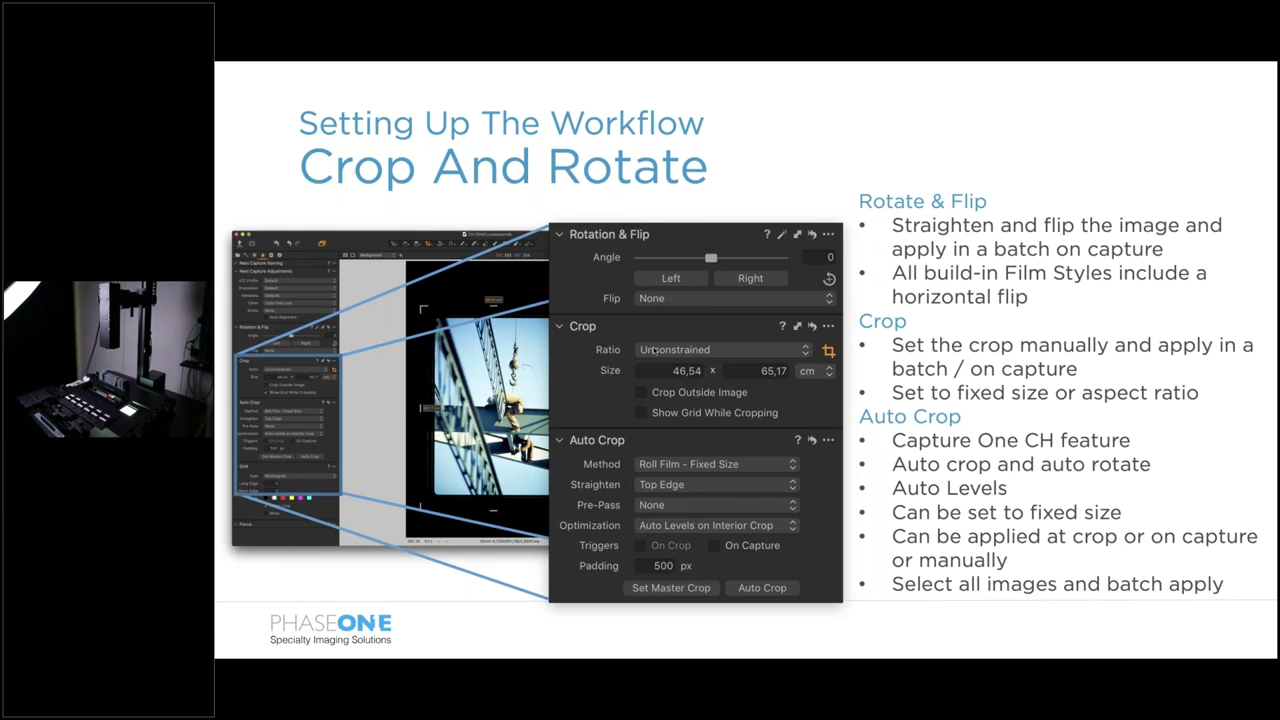 Setting Up The Workflow
Crop And Rotate
Rotation & Flip
?
Angle
0
Left
Right
Flip
None
Crop
?
Ratio
Unconstrained
Size
46,54 x 65,17 cm
Crop Outside Image
Show Grid While Cropping
Auto Crop
?
Method
Roll Film - Fixed Size
Straighten
Top Edge
Pre-Pass
None
Optimization
Auto Levels on Interior Crop
Triggers
On Crop
On Capture
Padding
500 px
Set Master Crop
Auto Crop
Rotate & Flip
• Straighten and flip the image and
apply in a batch on capture
• All build-in Film Styles include a
horizontal flip
Crop
• Set the crop manually and apply in a
batch / on capture
• Set to fixed size or aspect ratio
Auto Crop
• Capture One CH feature
• Auto crop and auto rotate
• Auto Levels
• Can be set to fixed size
• Can be applied at crop or on capture
or manually
• Select all images and batch apply
PHASEONE
Specialty Imaging Solutions